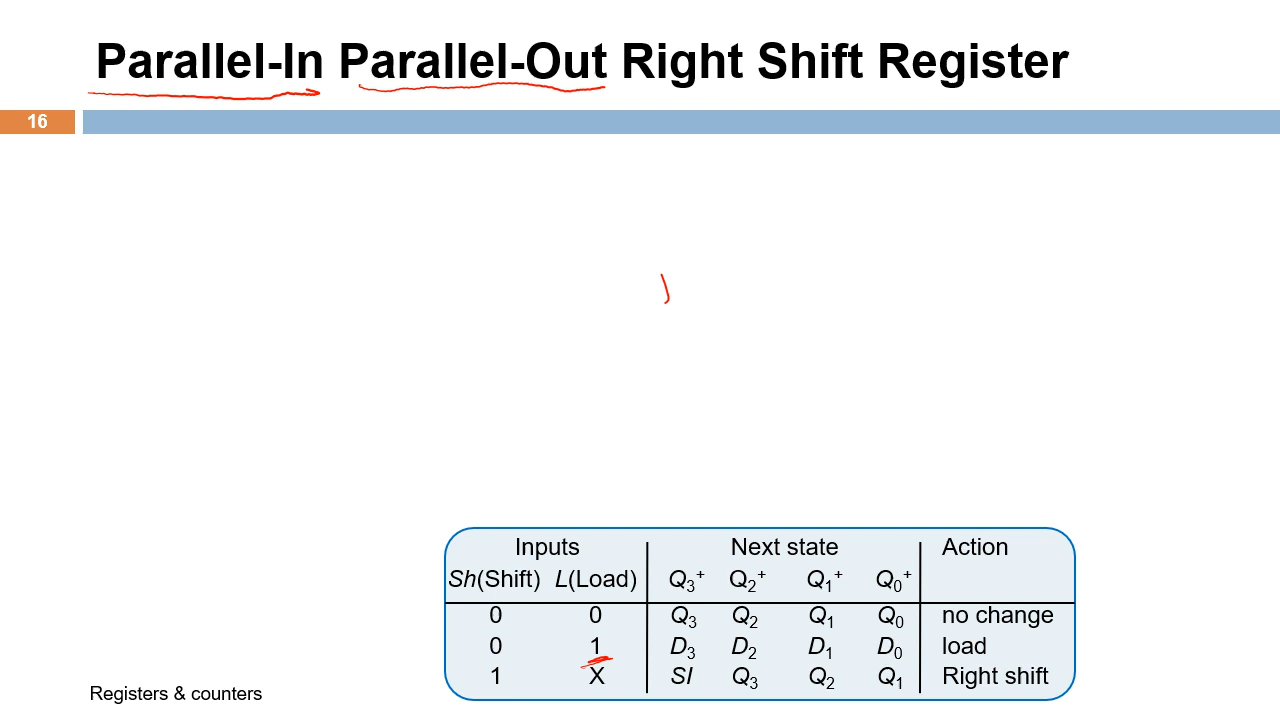 Parallel-In Parallel-Out Right Shift Register
16
Inputs Next state Action
Sh(Shift) L(Load) Q₃⁺ Q₂⁺ Q₁⁺ Q₀⁺
0 0 Q₃ Q₂ Q₁ Q₀ no change
0 1 D₃ D₂ D₁ D₀ load
1 X SI Q₃ Q₂ Q₁ Right shift
Registers & counters